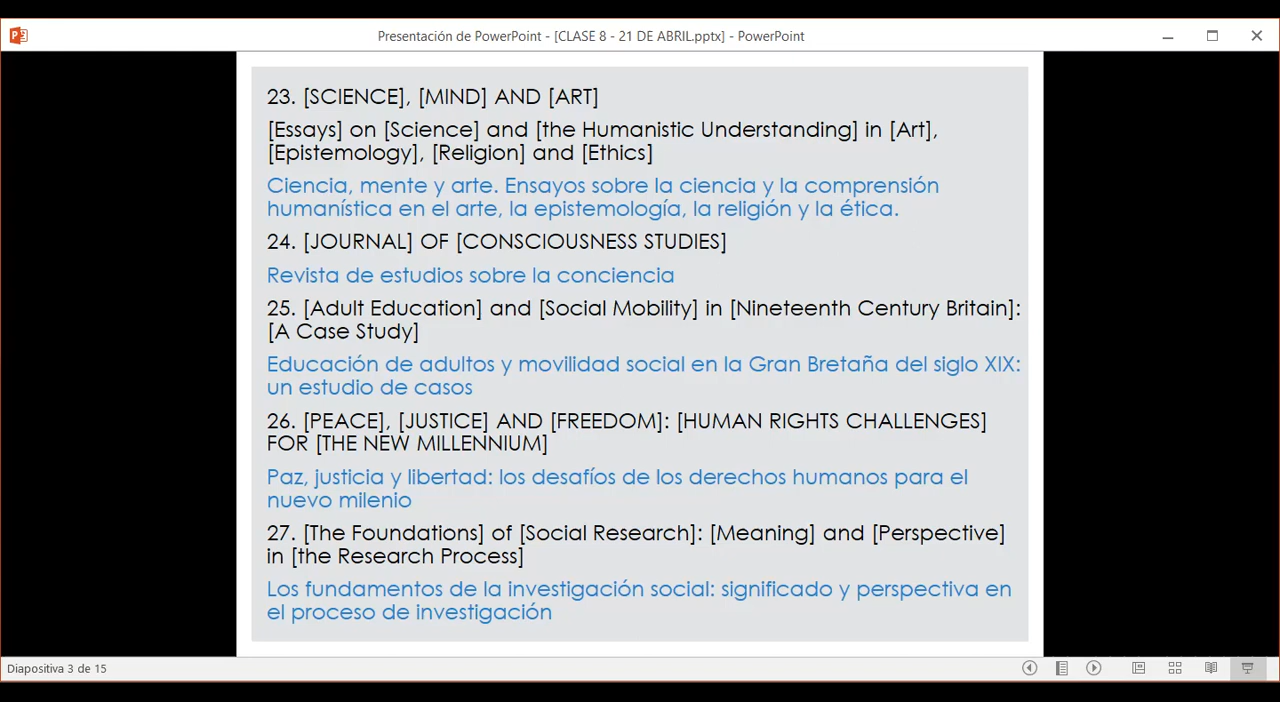 Presentación de PowerPoint - [CLASE 8 - 21 DE ABRIL.pptx] - PowerPoint
23. [SCIENCE], [MIND] AND [ART]
[Essays] on [Science] and [the Humanistic Understanding] in [Art],
[Epistemology], [Religion] and [Ethics]
Ciencia, mente y arte. Ensayos sobre la ciencia y la comprensión
humanística en el arte, la epistemología, la religión y la ética.
24. [JOURNAL] OF [CONSCIOUSNESS STUDIES]
Revista de estudios sobre la conciencia
25. [Adult Education] and [Social Mobility] in [Nineteenth Century Britain]:
[A Case Study]
Educación de adultos y movilidad social en la Gran Bretaña del siglo XIX:
un estudio de casos
26. [PEACE], [JUSTICE] AND [FREEDOM]: [HUMAN RIGHTS CHALLENGES]
FOR [THE NEW MILLENNIUM]
Paz, justicia y libertad: los desafíos de los derechos humanos para el
nuevo milenio
27. [The Foundations] of [Social Research]: [Meaning] and [Perspective]
in [the Research Process]
Los fundamentos de la investigación social: significado y perspectiva en
el proceso de investigación
Diapositiva 3 de 15